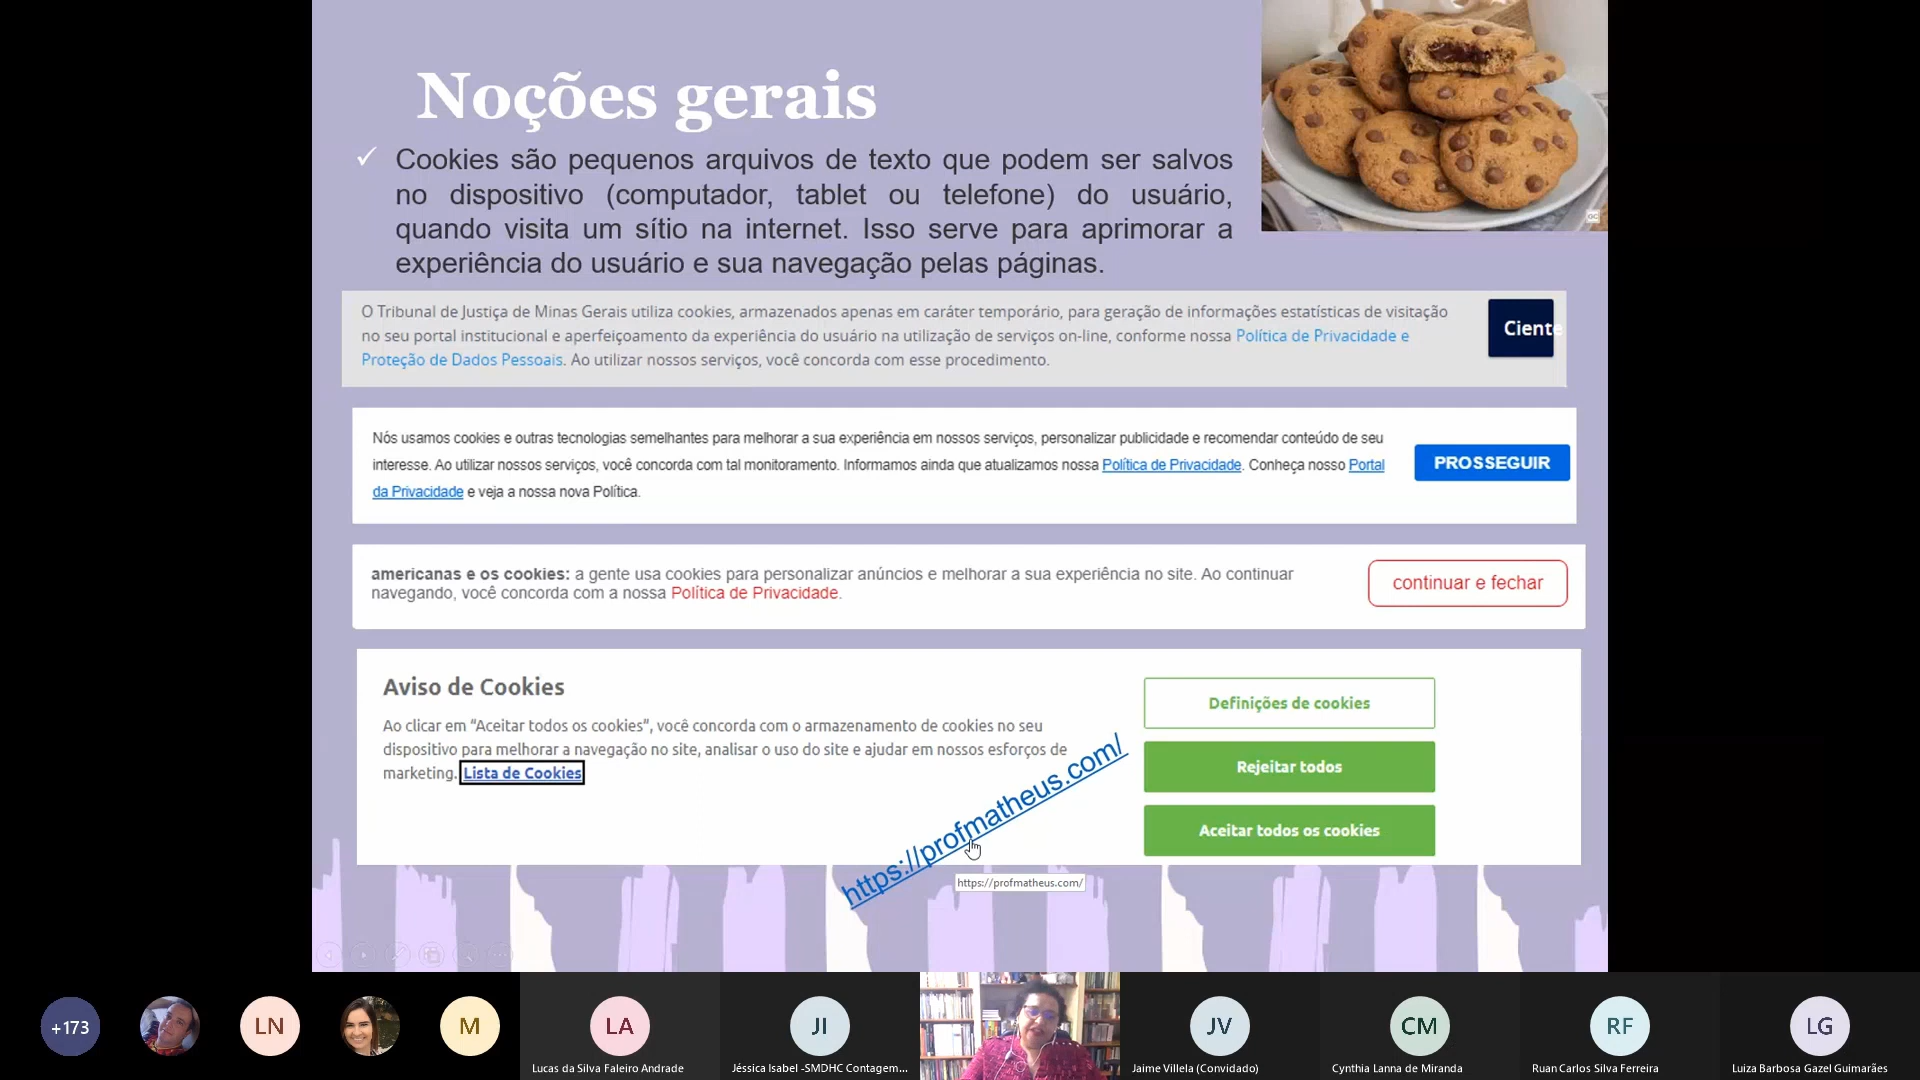 Noções gerais
✓ Cookies são pequenos arquivos de texto que podem ser salvos
no dispositivo (computador, tablet ou telefone) do usuário,
quando visita um sítio na internet. Isso serve para aprimorar a
experiência do usuário e sua navegação pelas páginas.
O Tribunal de Justiça de Minas Gerais utiliza cookies, armazenados apenas em caráter temporário, para geração de informações estatísticas de visitação
no seu portal institucional e aperfeiçoamento da experiência do usuário na utilização de serviços on-line, conforme nossa Política de Privacidade e
Proteção de Dados Pessoais. Ao utilizar nossos serviços, você concorda com esse procedimento.
Ciente
Nós usamos cookies e outras tecnologias semelhantes para melhorar a sua experiência em nossos serviços, personalizar publicidade e recomendar conteúdo de seu
interesse. Ao utilizar nossos serviços, você concorda com tal monitoramento. Informamos ainda que atualizamos nossa Política de Privacidade. Conheça nosso Portal
da Privacidade e veja a nossa nova Política.
PROSSEGUIR
americanas e os cookies: a gente usa cookies para personalizar anúncios e melhorar a sua experiência no site. Ao continuar
navegando, você concorda com a nossa Política de Privacidade.
continuar e fechar
Aviso de Cookies
Ao clicar em “Aceitar todos os cookies”, você concorda com o armazenamento de cookies no seu
dispositivo para melhorar a navegação no site, analisar o uso do site e ajudar em nossos esforços de
marketing. Lista de Cookies
Definições de cookies
Rejeitar todos
Aceitar todos os cookies
https://profmatheus.com/
https://profmatheus.com/
+173
LN
M
LA
Lucas da Silva Faleiro Andrade
JI
Jéssica Isabel -SMDHC Contagem...
JV
Jaime Villela (Convidado)
CM
Cynthia Lanna de Miranda
RF
Ruan Carlos Silva Ferreira
LG
Luiza Barbosa Gazel Guimarães